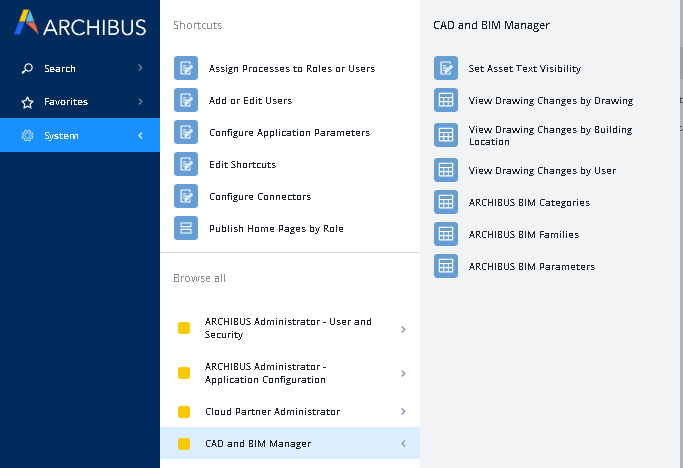 ARCHIBUS
Search
Favorites
System
Shortcuts
Assign Processes to Roles or Users
Add or Edit Users
Configure Application Parameters
Edit Shortcuts
Configure Connectors
Publish Home Pages by Role
Browse all
ARCHIBUS Administrator - User and
Security
ARCHIBUS Administrator -
Application Configuration
Cloud Partner Administrator
CAD and BIM Manager
CAD and BIM Manager
Set Asset Text Visibility
View Drawing Changes by Drawing
View Drawing Changes by Building
Location
View Drawing Changes by User
ARCHIBUS BIM Categories
ARCHIBUS BIM Families
ARCHIBUS BIM Parameters